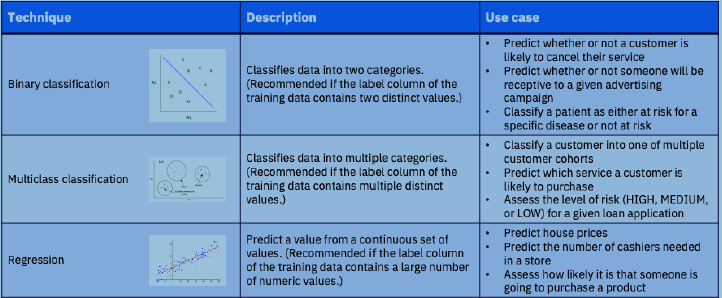 Technique
Description
Use case
Binary classification
Classifies data into two categories.
(Recommended if the label column of the
training data contains two distinct values.)
• Predict whether or not a customer is
likely to cancel their service
• Predict whether or not someone will be
receptive to a given advertising
campaign
• Classify a patient as either at risk for a
specific disease or not at risk
Multiclass classification
Classifies data into multiple categories.
(Recommended if the label column of the
training data contains multiple distinct
values.)
• Classify a customer into one of multiple
customer cohorts
• Predict which service a customer is
likely to purchase
• Assess the level of risk (HIGH, MEDIUM,
or LOW) for a given loan application
Regression
Predict a value from a continuous set of
values. (Recommended if the label column
of the training data contains a large number
of numeric values.)
• Predict house prices
• Predict the number of cashiers needed
in a store
• Assess how likely it is that someone is
going to purchase a product